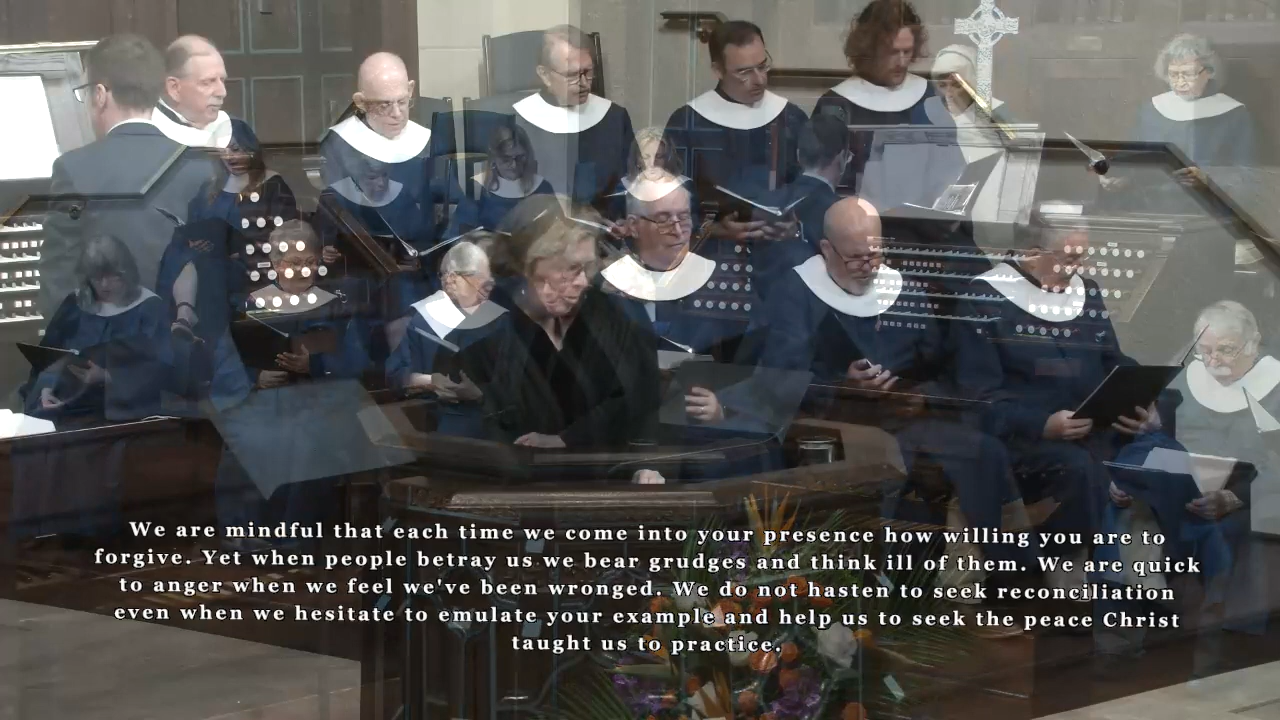 We are mindful that each time we come into your presence how willing you are to
forgive. Yet when people betray us we bear grudges and think ill of them. We are quick
to anger when we feel we've been wronged. We do not hasten to seek reconciliation
even when we hesitate to emulate your example and help us to seek the peace Christ
taught us to practice.